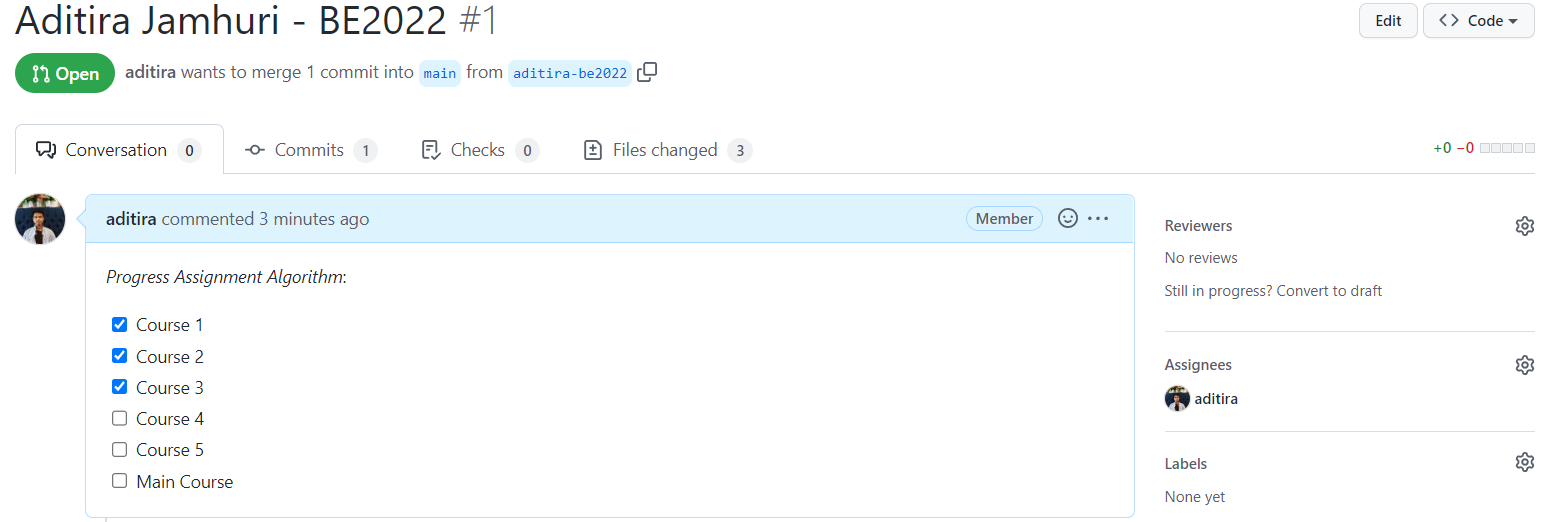 Aditira Jamhuri - BE2022 #1
Edit
Code
Open
aditira wants to merge 1 commit into main from aditira-be2022
Conversation 0
Commits 1
Checks 0
Files changed 3
+0 −0
aditira commented 3 minutes ago
Member
Progress Assignment Algorithm:
Course 1
Course 2
Course 3
Course 4
Course 5
Main Course
Reviewers
No reviews
Still in progress? Convert to draft
Assignees
aditira
Labels
None yet